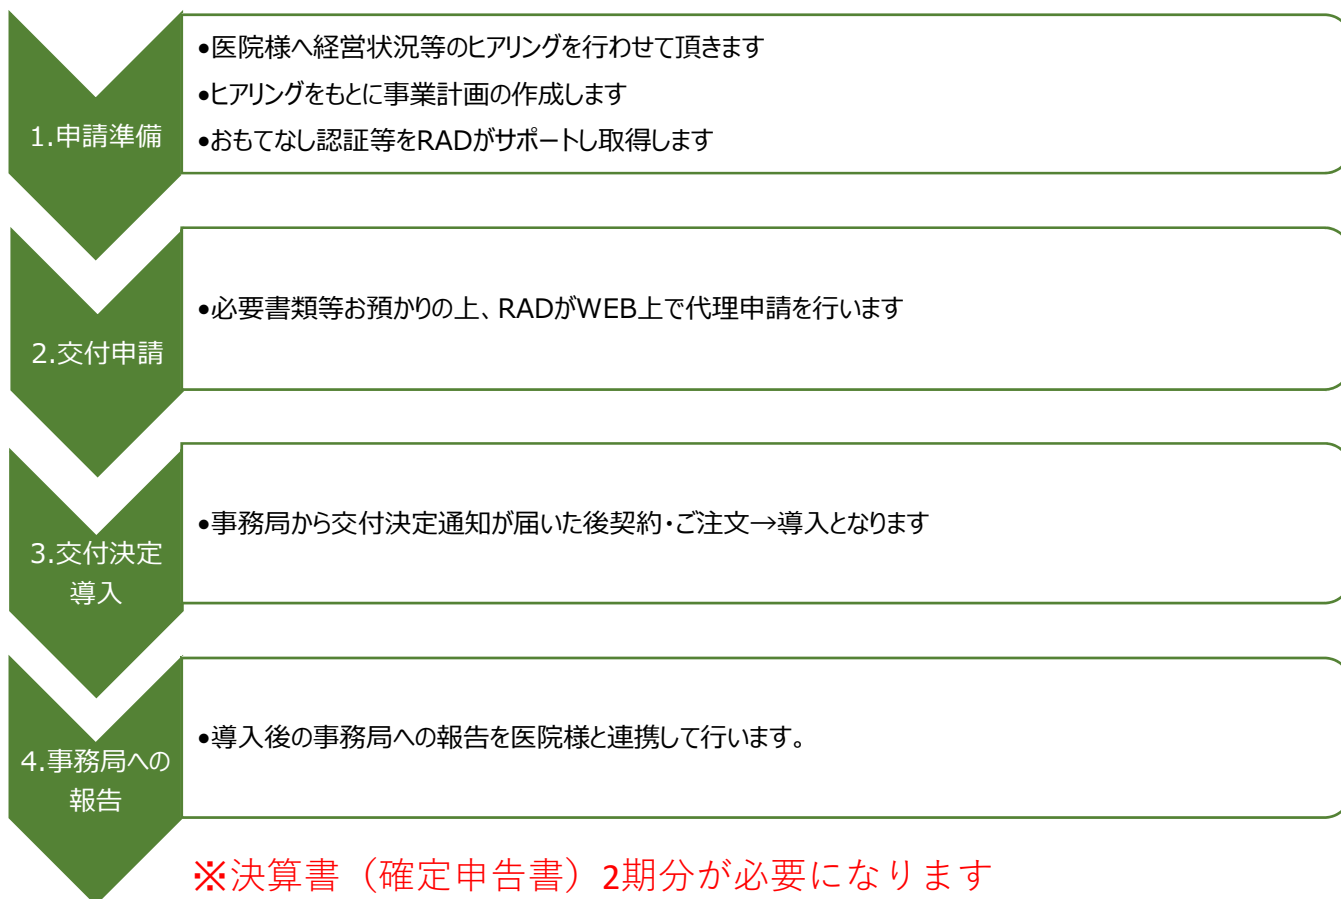 •医院様へ経営状況等のヒアリングを行わせて頂きます
•ヒアリングをもとに事業計画の作成します
1.申請準備
•おもてなし認証等をRADがサポートし取得します
•必要書類等お預かりの上、RADがWEB上で代理申請を行います
2.交付申請
•事務局から交付決定通知が届いた後契約・ご注文→導入となります
3.交付決定
導入
•導入後の事務局への報告を医院様と連携して行います。
4.事務局への
報告
※決算書（確定申告書）2期分が必要になります